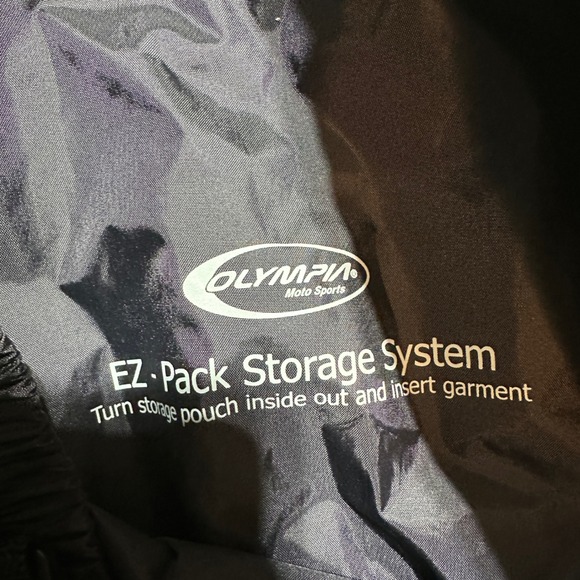 OLYMPIA®
Moto Sports
EZ·Pack Storage System
Turn storage pouch inside out and insert garment